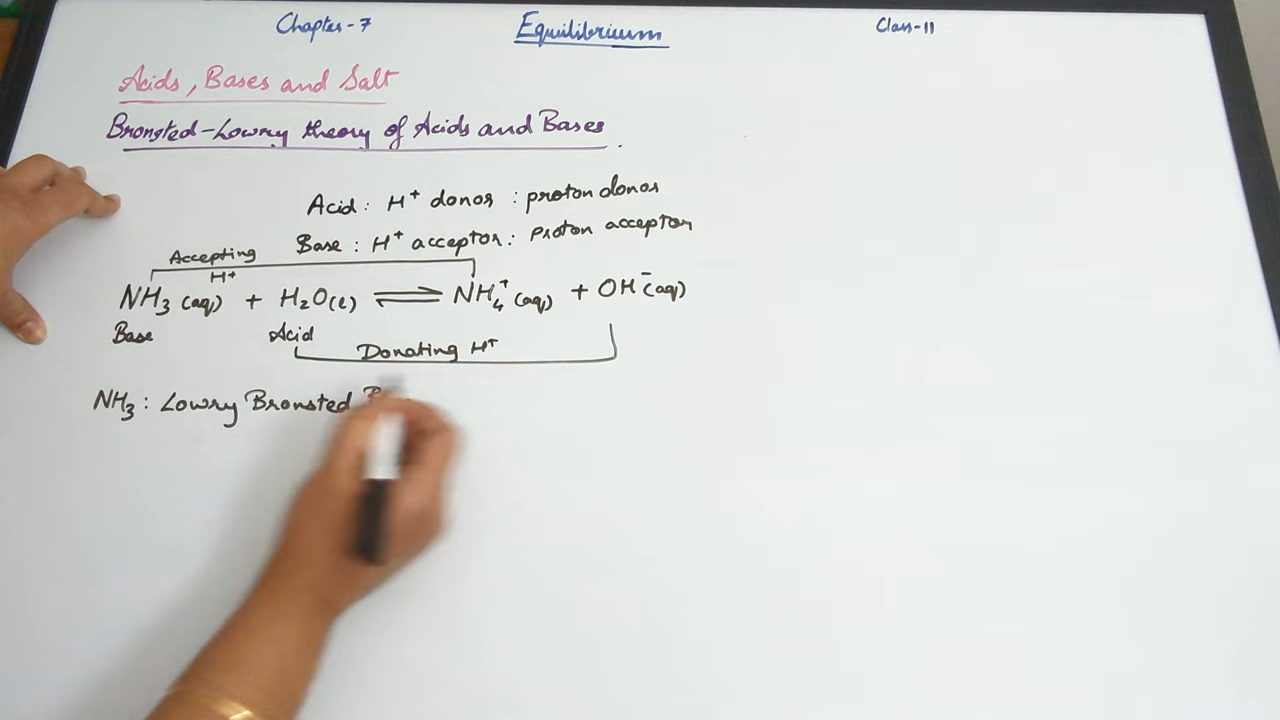 Chapter-7 Equilibrium Class-11
Acids, Bases and Salt
Bronsted-Lowry theory of Acids and Bases.
Acid: H⁺ donor : proton donor
Base : H⁺ acceptor : Proton acceptor
Accepting
H⁺
NH₃ (aq) + H₂O(l) ⇌ NH₄⁺ (aq) + OH⁻(aq)
Base Acid
Donating H⁺
NH₃ : Lowry Bronsted